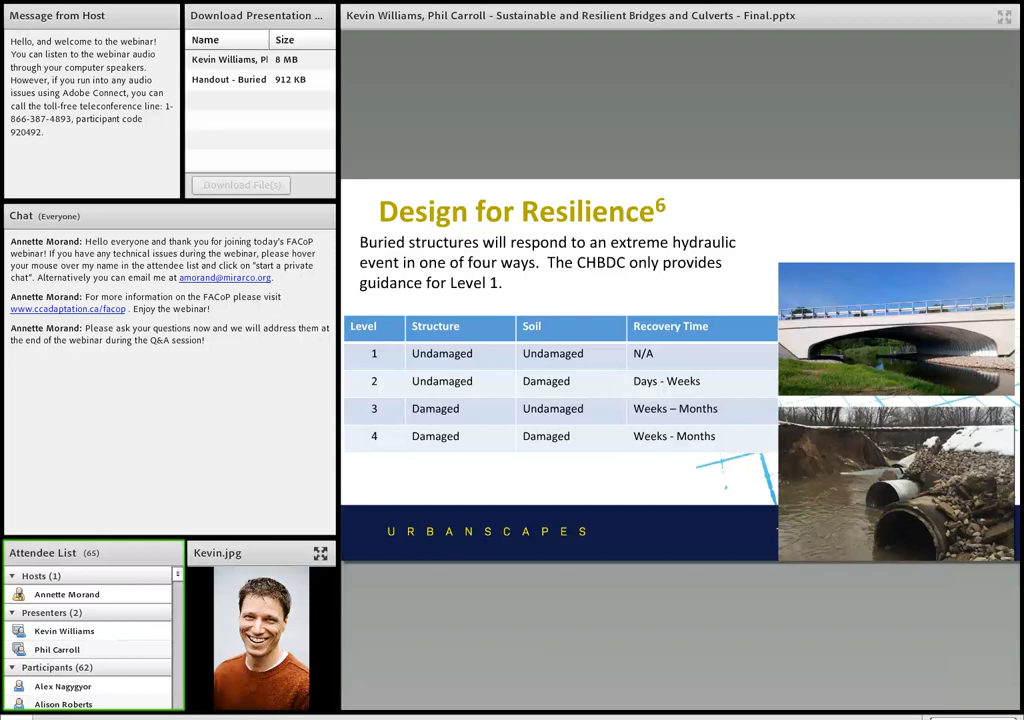 Message from Host
Hello, and welcome to the webinar!
You can listen to the webinar audio
through your computer speakers.
However, if you run into any audio
issues using Adobe Connect, you can
call the toll-free teleconference line: 1-
866-387-4893, participant code
920492.
Download Presentation ...
Name Size
Kevin Williams, Pl 8 MB
Handout - Buried 912 KB
Download File(s)
Chat (Everyone)
Annette Morand: Hello everyone and thank you for joining today's FACoP
webinar! If you have any technical issues during the webinar, please hover
your mouse over my name in the attendee list and click on "start a private
chat". Alternatively you can email me at amorand@mirarco.org.
Annette Morand: For more information on the FACoP please visit
www.ccadaptation.ca/facop . Enjoy the webinar!
Annette Morand: Please ask your questions now and we will address them at
the end of the webinar during the Q&A session!
Attendee List (65)
Hosts (1)
Annette Morand
Presenters (2)
Kevin Williams
Phil Carroll
Participants (62)
Alex Nagygyor
Alison Roberts
Kevin.jpg
Kevin Williams, Phil Carroll - Sustainable and Resilient Bridges and Culverts - Final.pptx
Design for Resilience⁶
Buried structures will respond to an extreme hydraulic
event in one of four ways. The CHBDC only provides
guidance for Level 1.
Level Structure Soil Recovery Time
1 Undamaged Undamaged N/A
2 Undamaged Damaged Days - Weeks
3 Damaged Undamaged Weeks – Months
4 Damaged Damaged Weeks - Months
URBANSCAPES